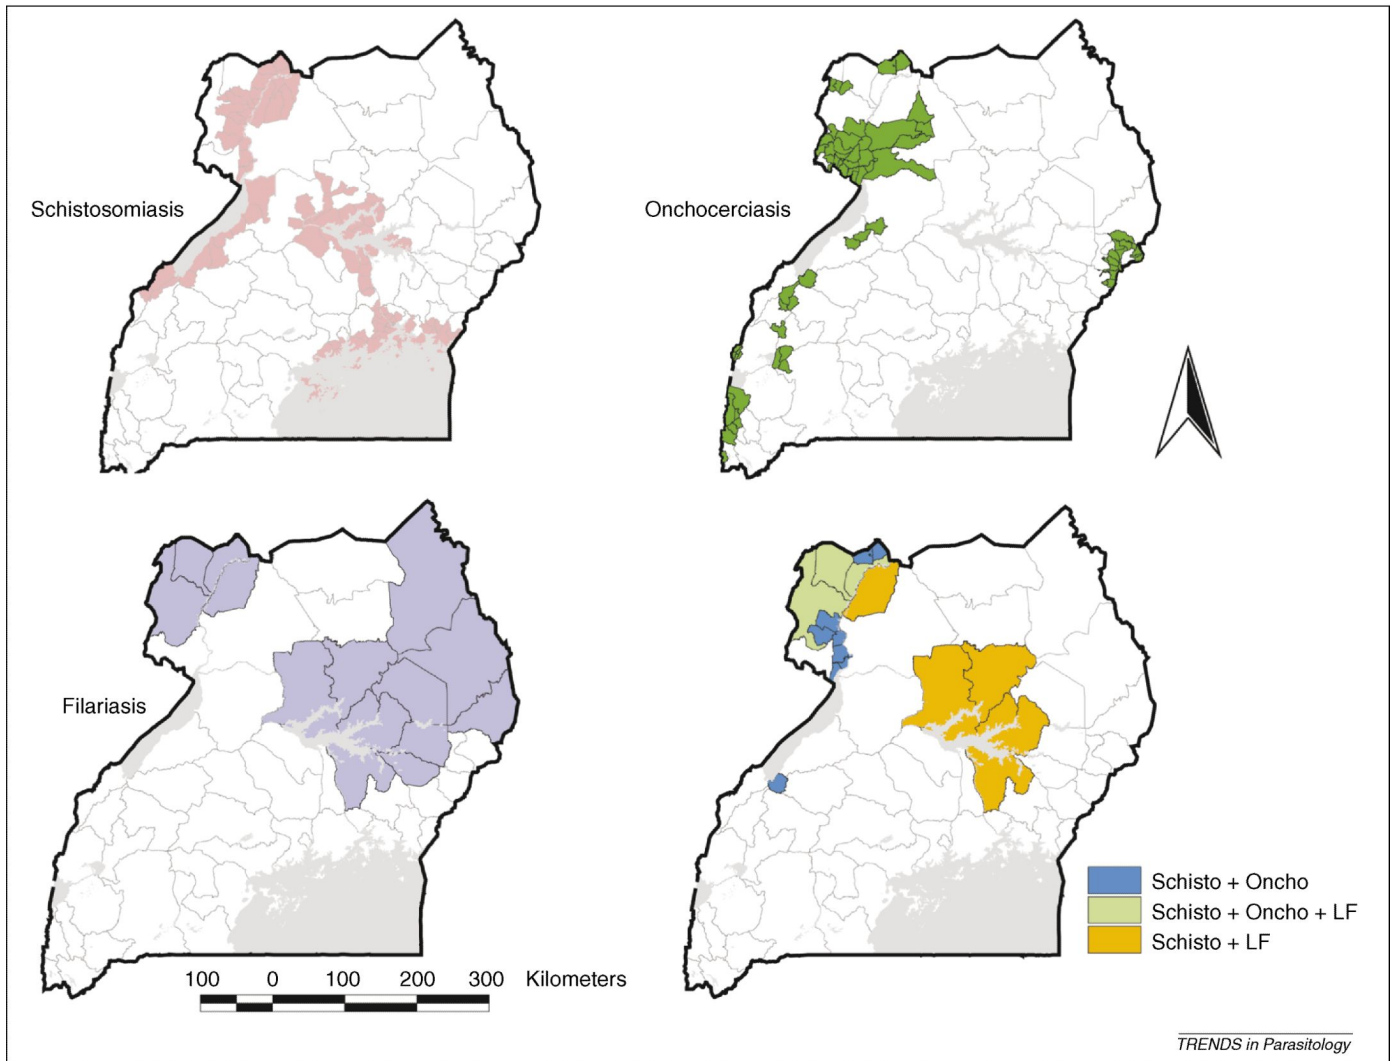 Schistosomiasis
Onchocerciasis
Filariasis
Schisto + Oncho
Schisto + Oncho + LF
Schisto + LF
100 0 100 200 300 Kilometers
TRENDS in Parasitology